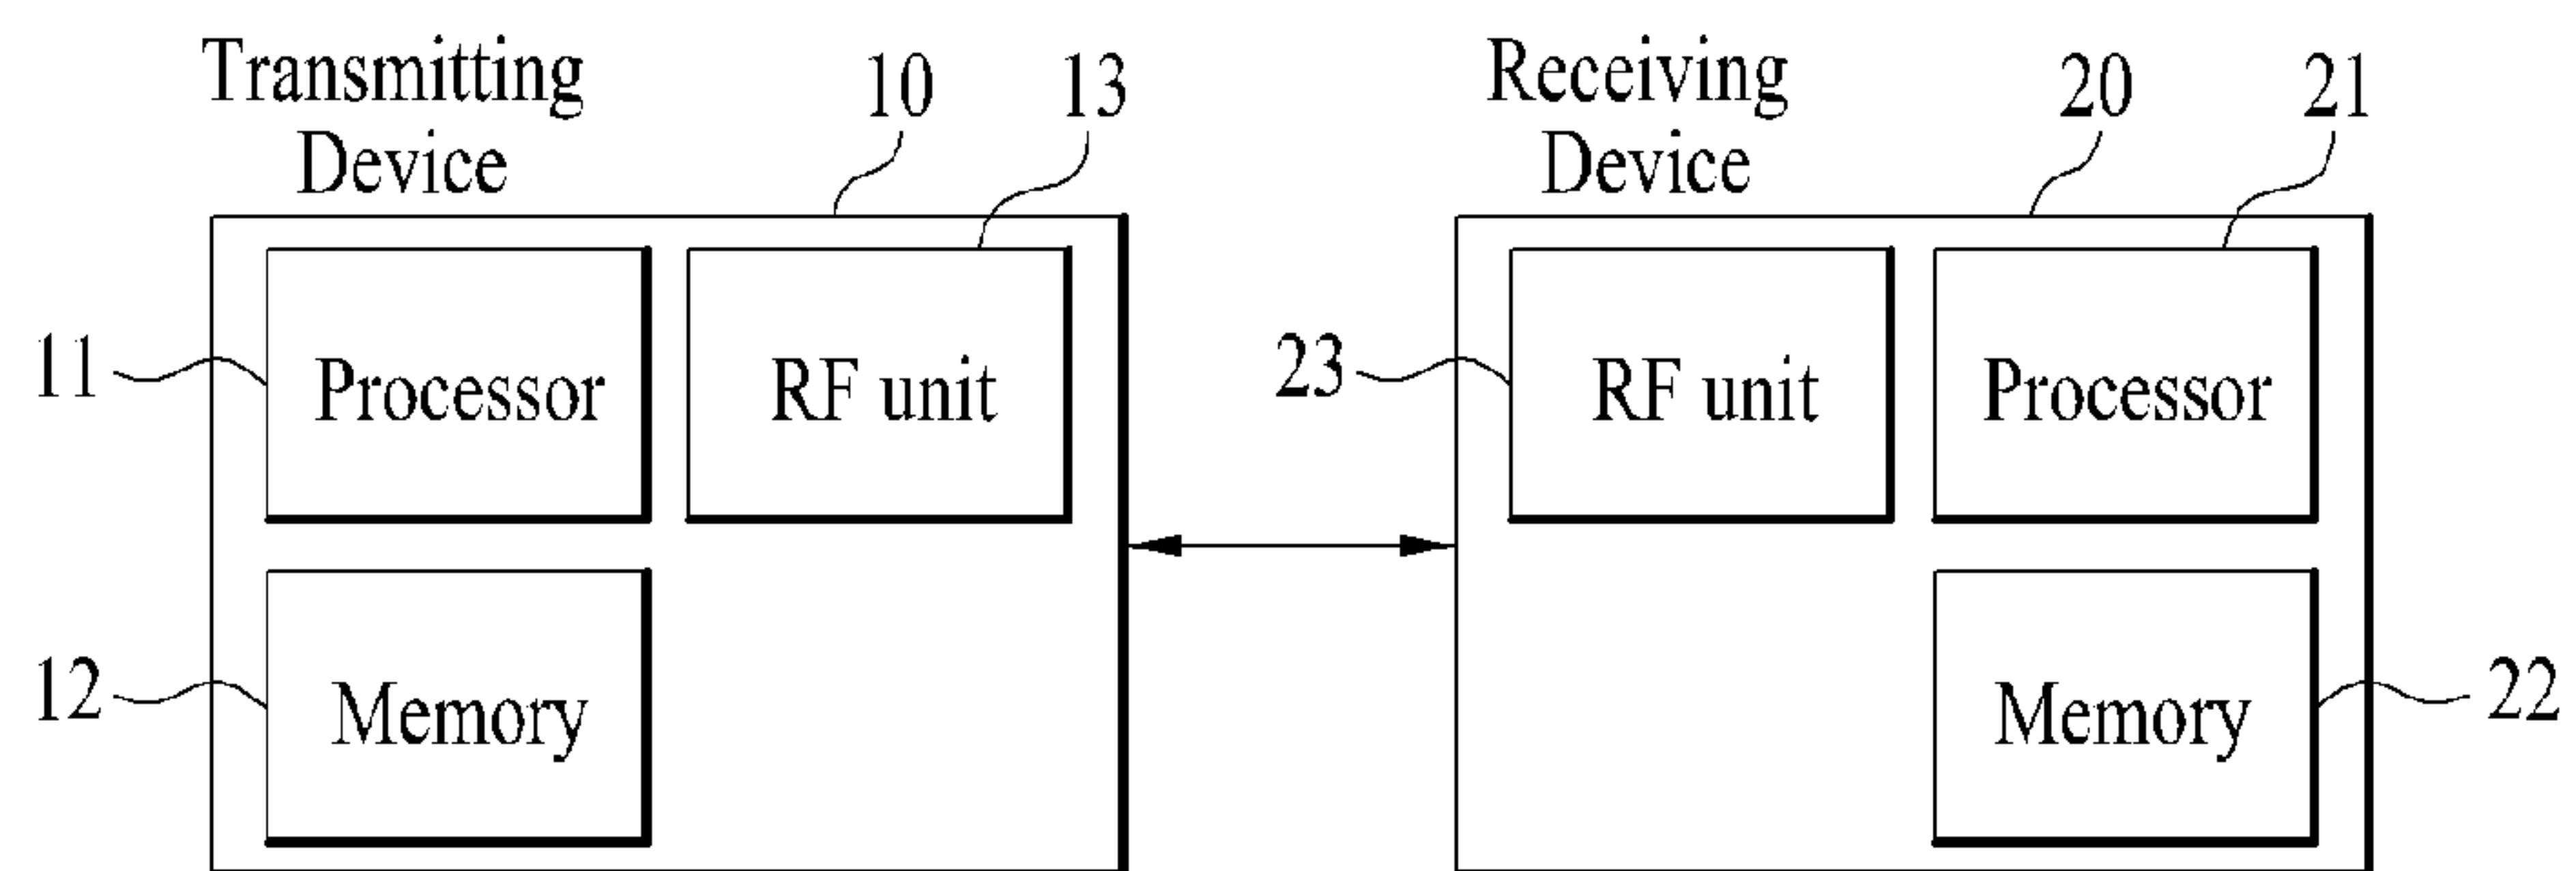 Transmitting
Device
10
13
Receiving
Device
20
21
11
Processor
RF unit
23
RF unit
Processor
12
Memory
Memory
22